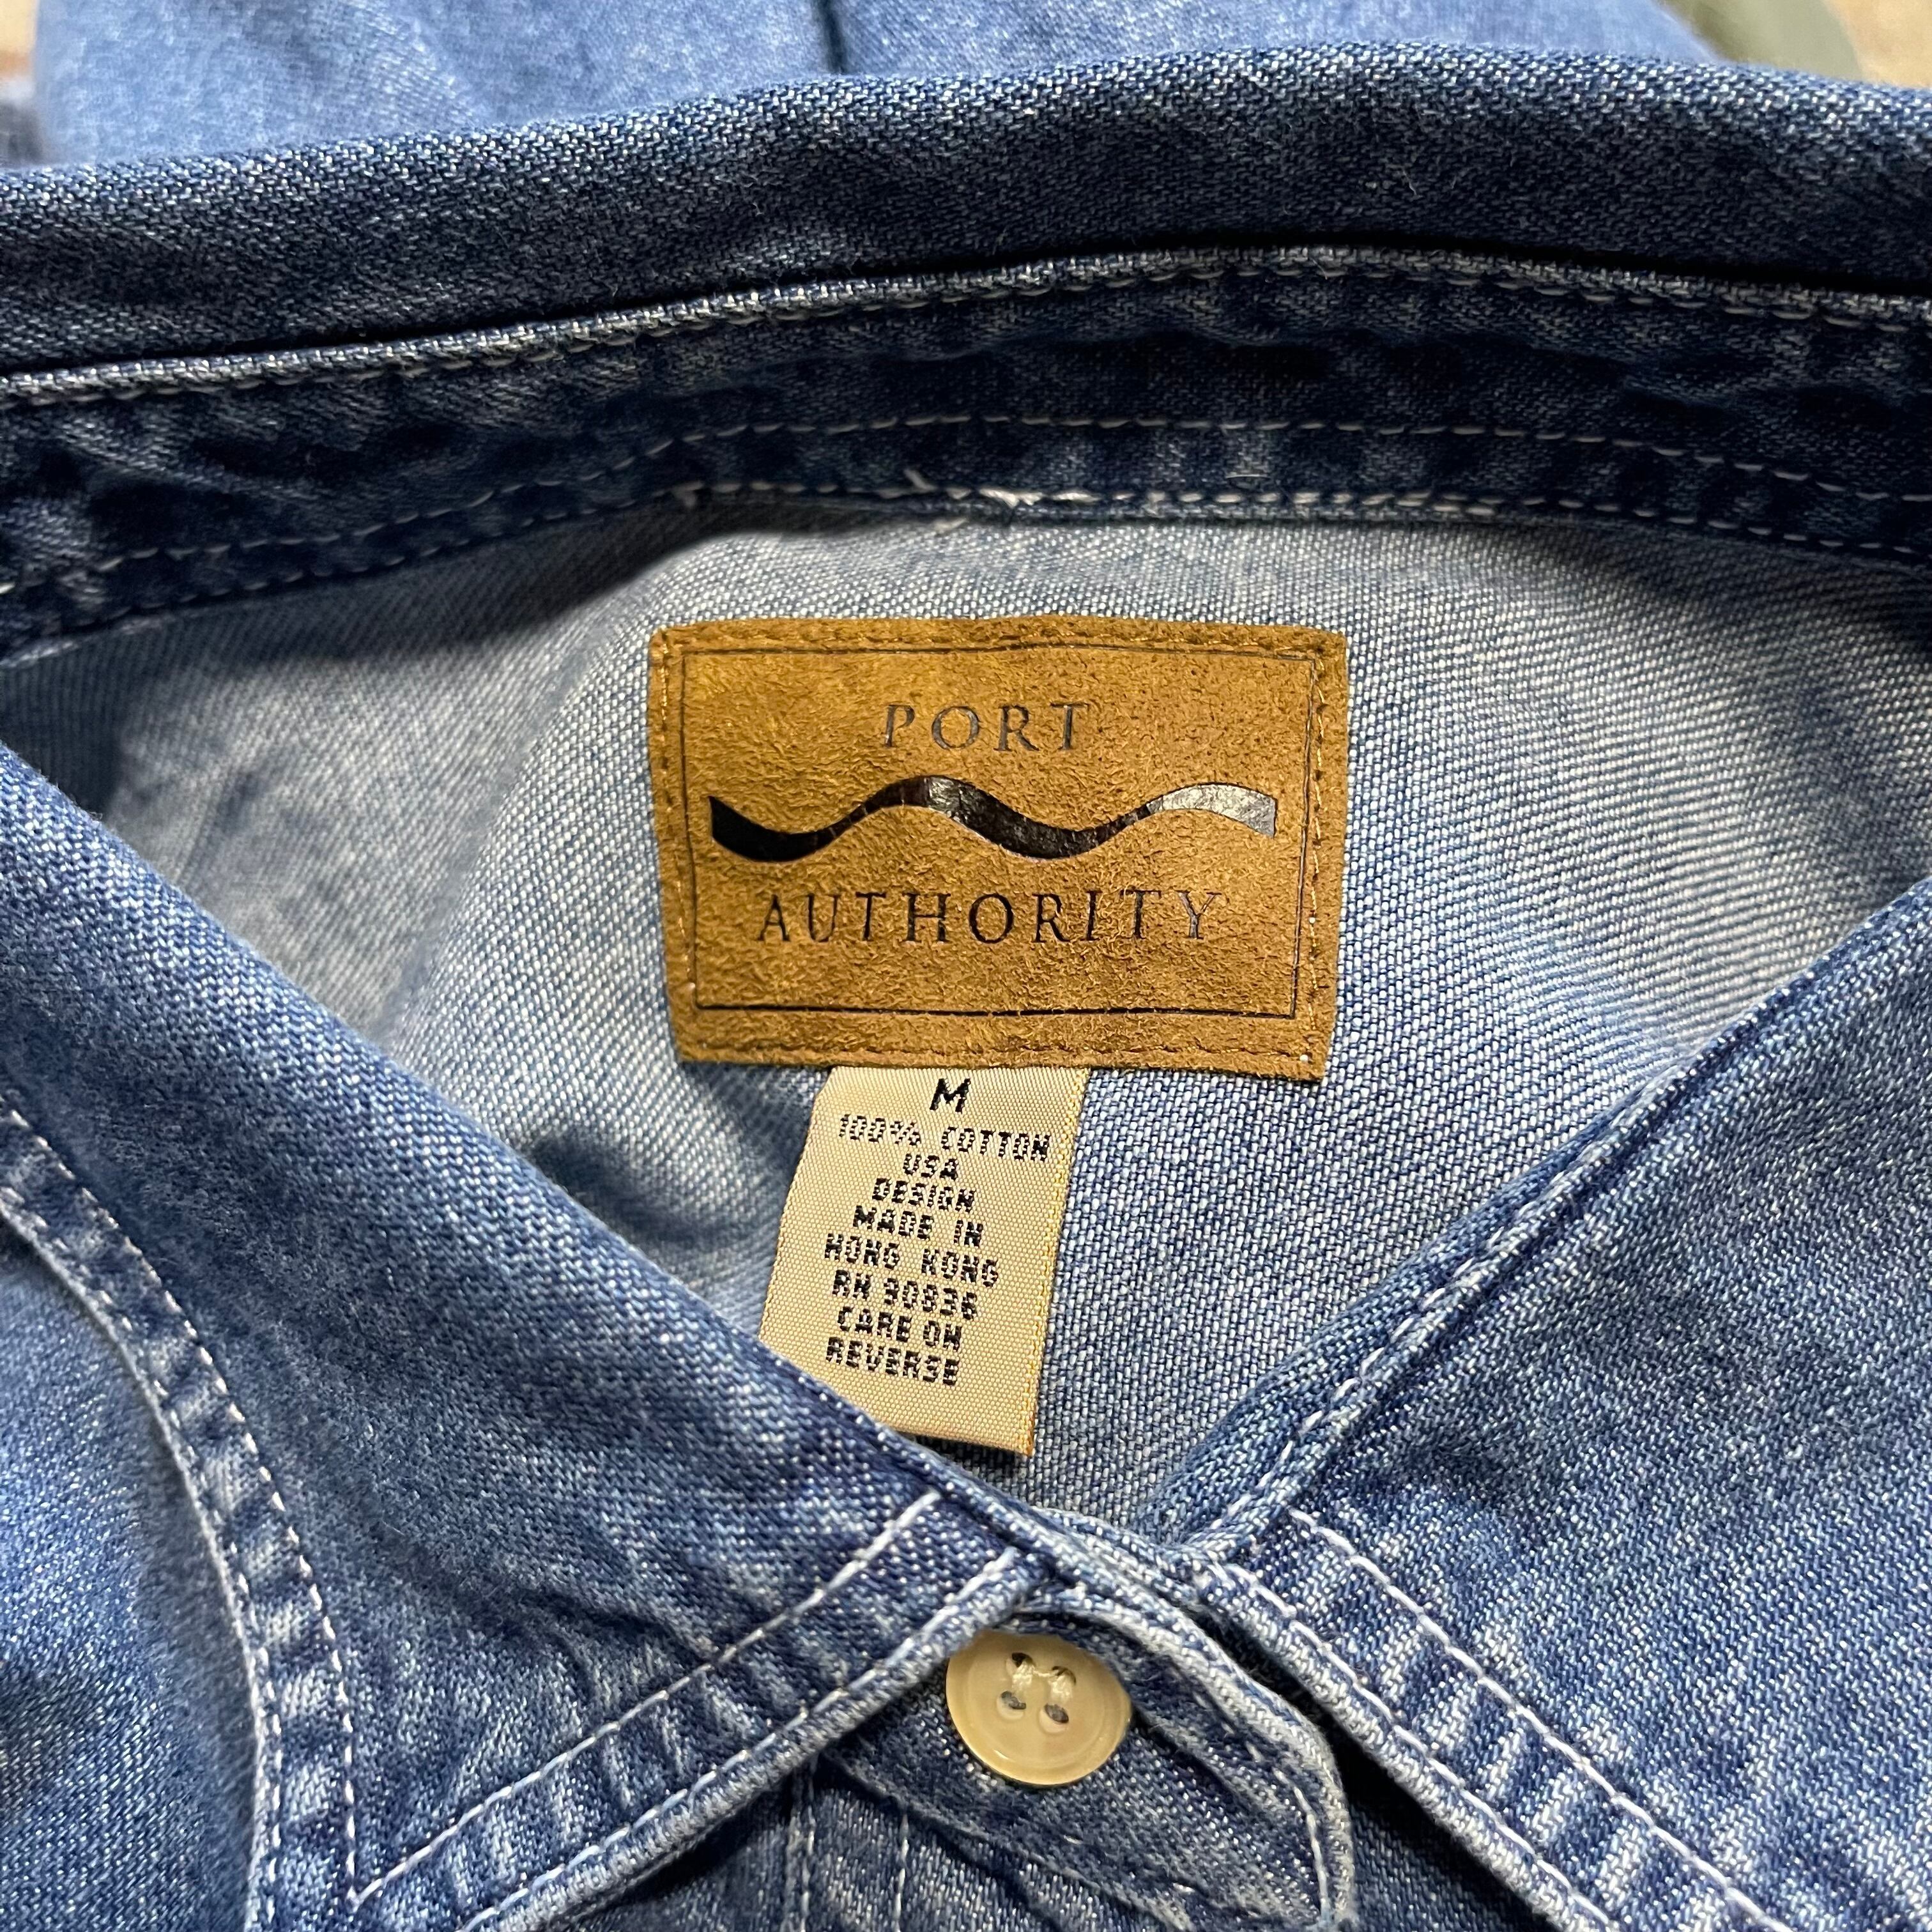 PORT
AUTHORITY
M
100% COTTON
USA
DESIGN
MADE IN
HONG KONG
RN 90836
CARE ON
REVERSE